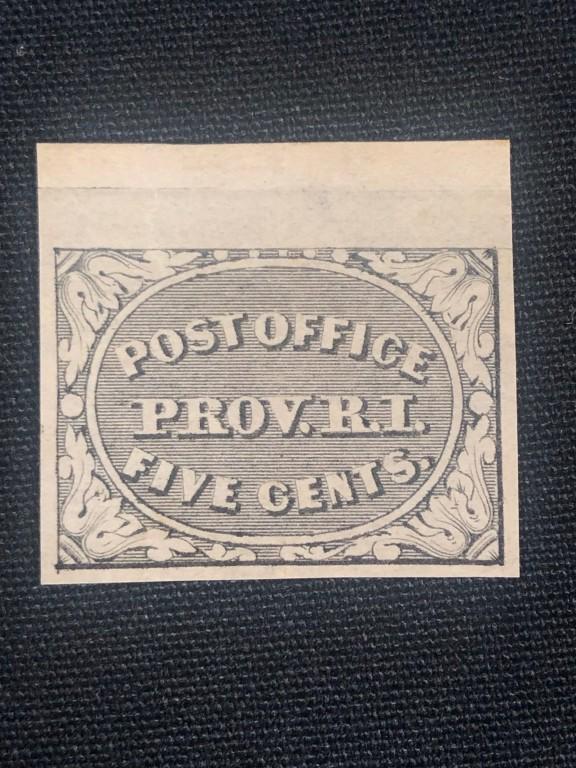 POST OFFICE
PROV. R.I.
FIVE CENTS.